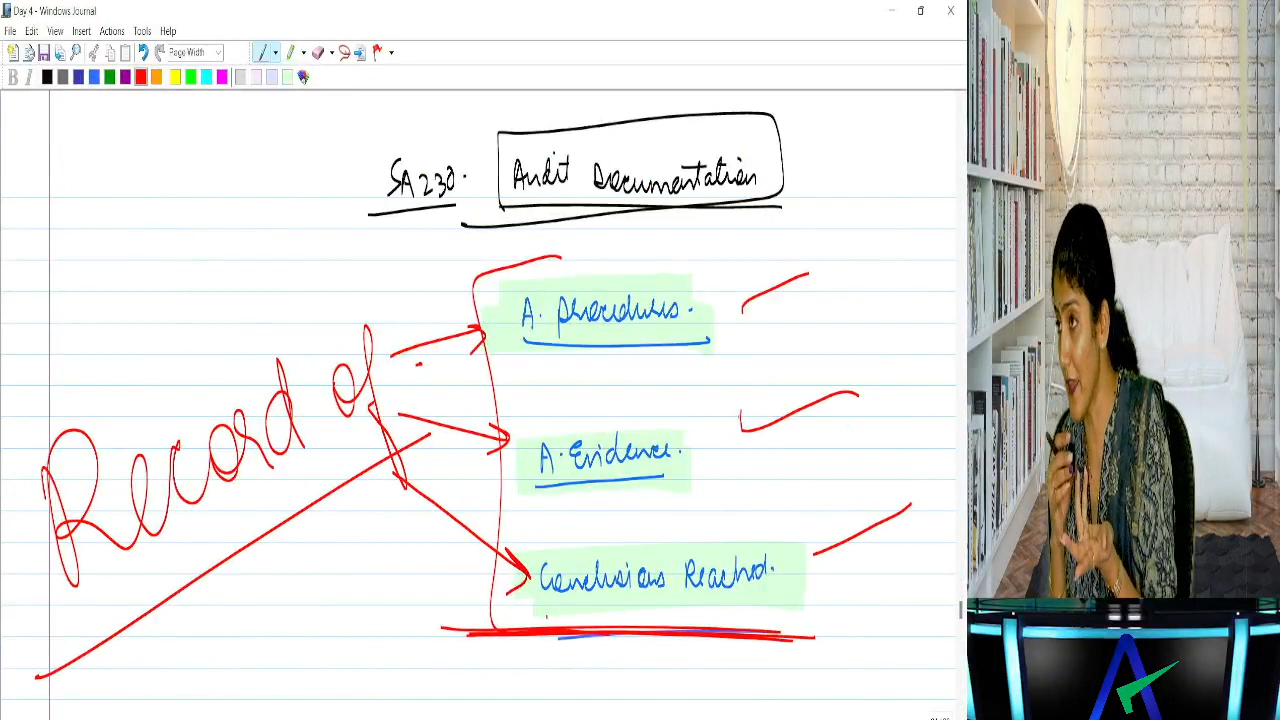 Day 4 - Windows Journal
File Edit View Insert Actions Tools Help
Page Width
B I
SA 230. Audit Documentation
A. Procedures.
Record of
A. Evidence.
Conclusions Reached.